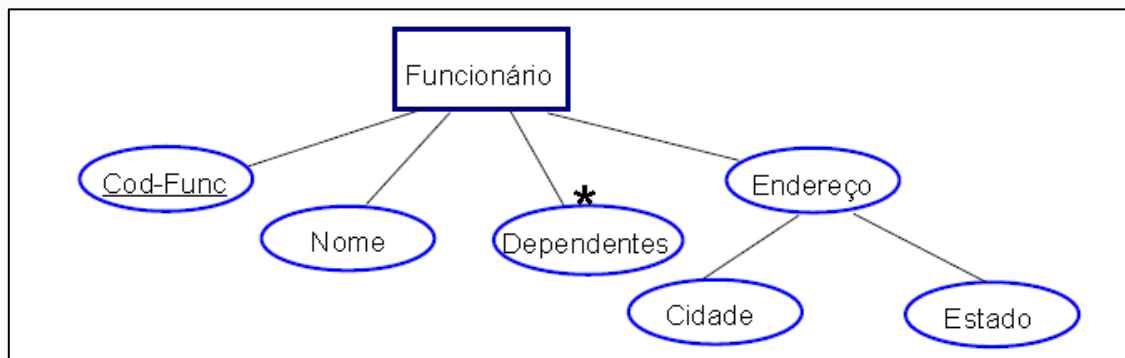 Funcionário
Cod-Func
Nome
*
Dependentes
Endereço
Cidade
Estado